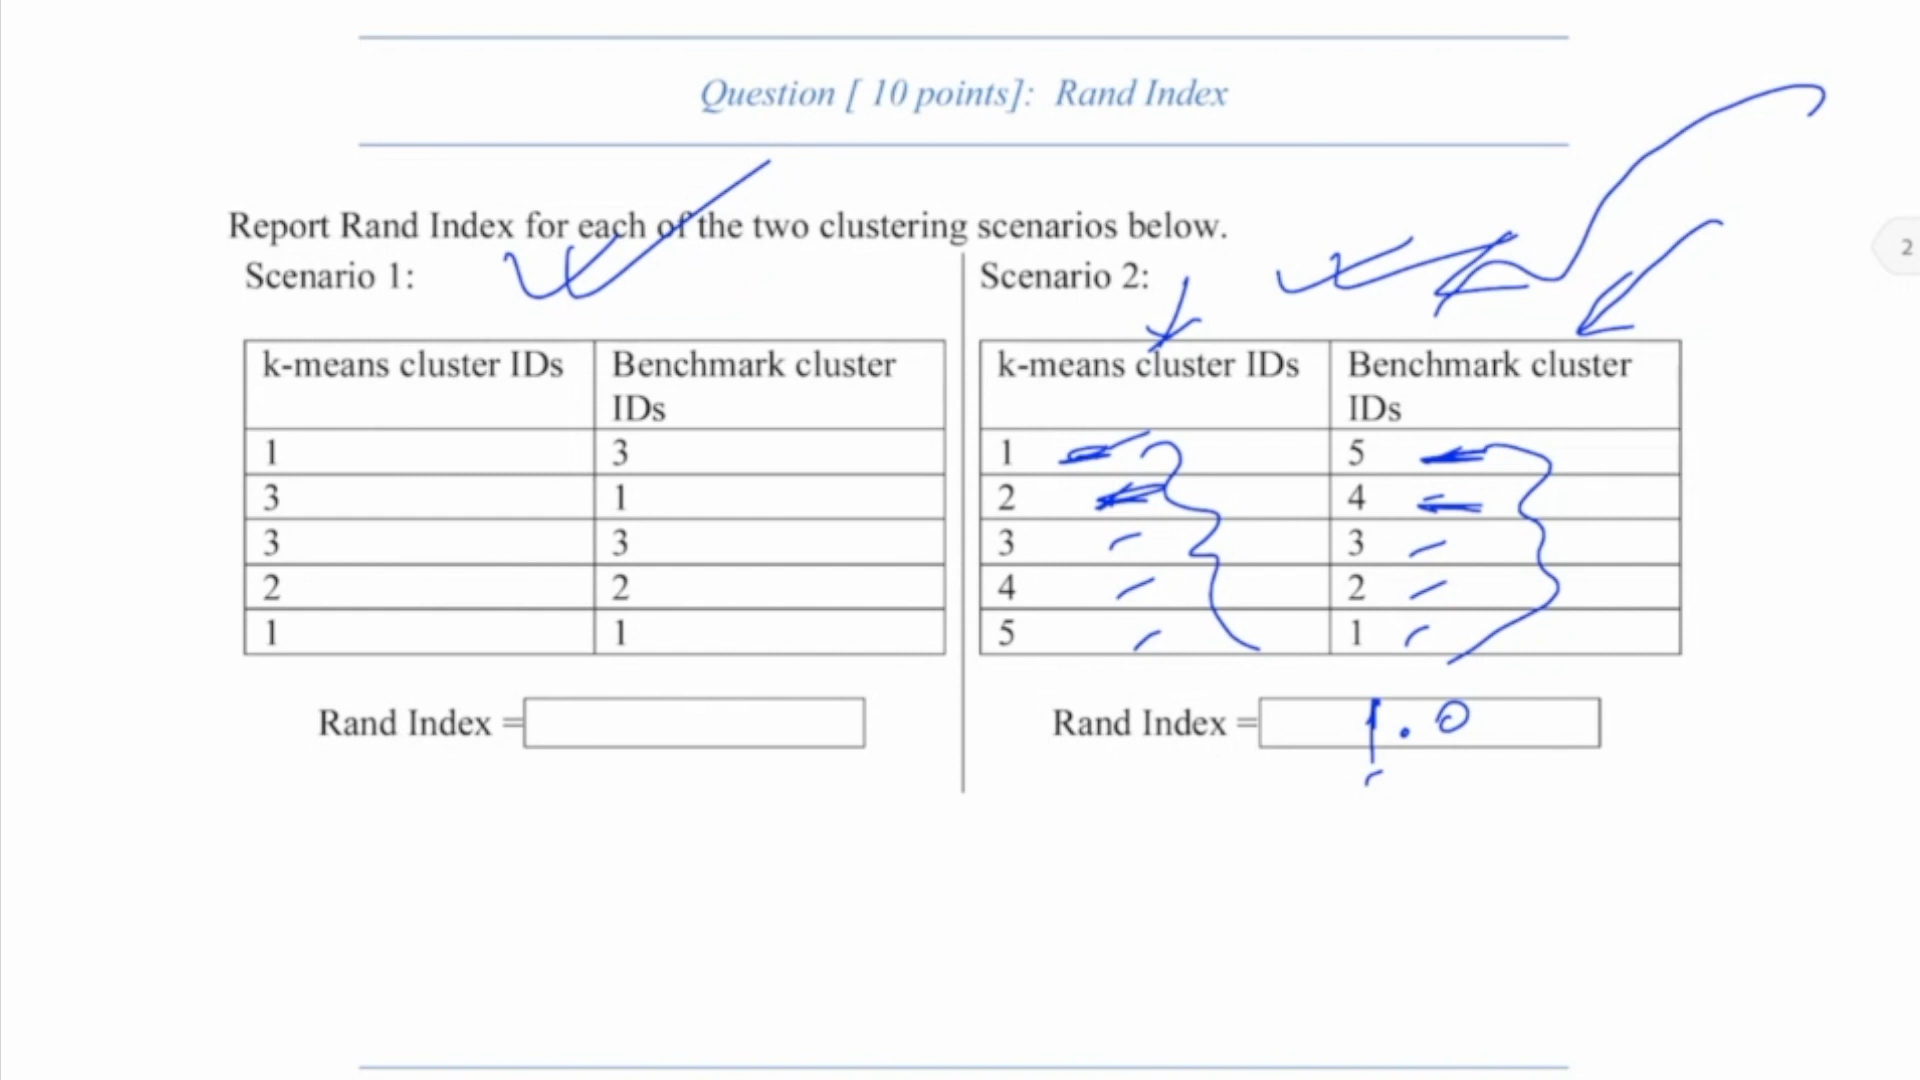 Question [ 10 points]: Rand Index
Report Rand Index for each of the two clustering scenarios below.
Scenario 1:
k-means cluster IDs Benchmark cluster IDs
1 3
3 1
3 3
2 2
1 1
Rand Index =
Scenario 2:
k-means cluster IDs Benchmark cluster IDs
1 5
2 4
3 3
4 2
5 1
Rand Index = 1.0
2